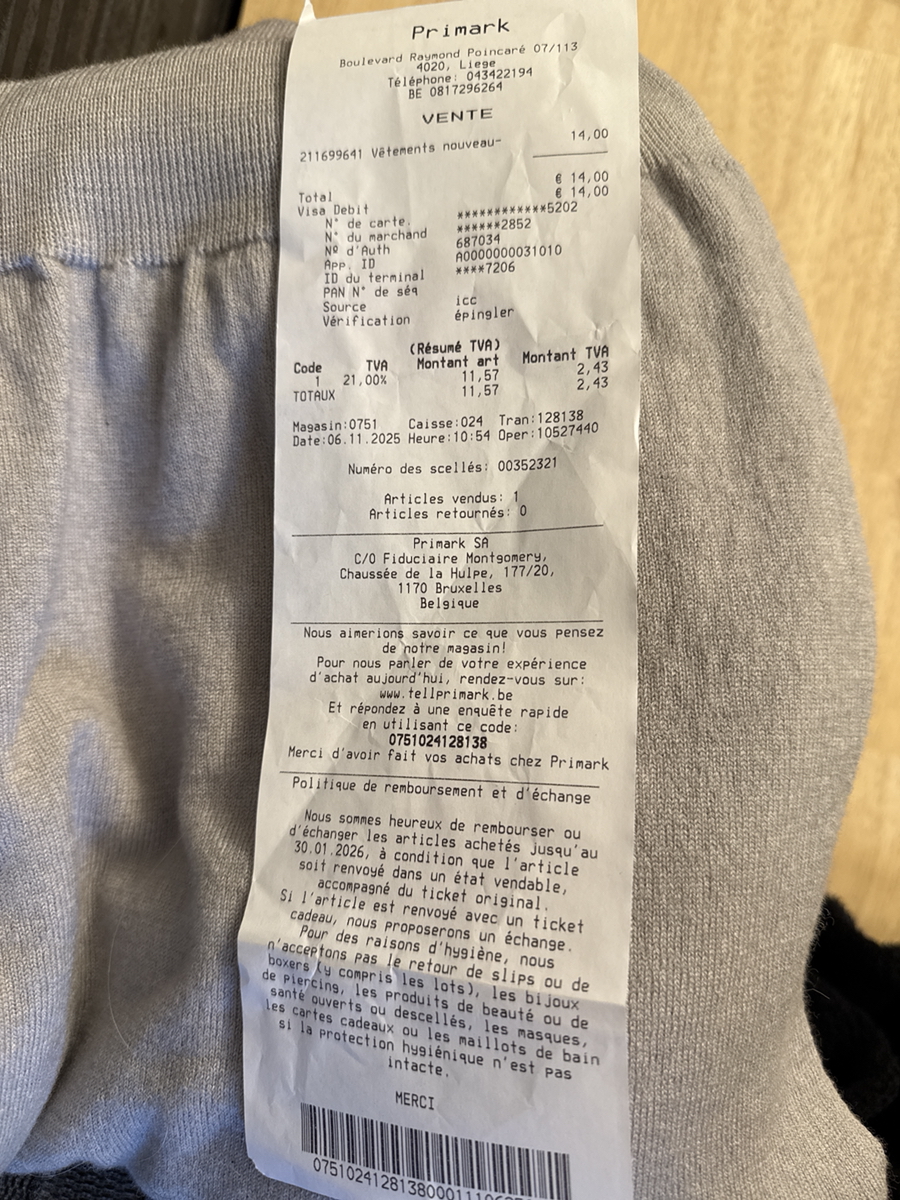 Primark
Boulevard Raymond Poincaré 07/113
4020, Liege
Téléphone: 043422194
BE 0817296264
VENTE
211699641 Vêtements nouveau- 14,00
€ 14,00
Total € 14,00
Visa Debit
N° de carte. ************5202
N° du marchand ******2852
Nº d'Auth 687034
App. ID A0000000031010
ID du terminal ****7206
PAN N° de séq
Source icc
Vérification épingler
(Résumé TVA)
Code TVA Montant art Montant TVA
1 21,00% 11,57 2,43
TOTAUX 11,57 2,43
Magasin:0751 Caisse:024 Tran:128138
Date:06.11.2025 Heure:10:54 Oper:10527440
Numéro des scellés: 00352321
Articles vendus: 1
Articles retournés: 0
Primark SA
C/O Fiduciaire Montgomery,
Chaussée de la Hulpe, 177/20,
1170 Bruxelles
Belgique
Nous aimerions savoir ce que vous pensez
de notre magasin!
Pour nous parler de votre expérience
d'achat aujourd'hui, rendez-vous sur:
www.tellprimark.be
Et répondez à une enquête rapide
en utilisant ce code:
0751024128138
Merci d'avoir fait vos achats chez Primark
Politique de remboursement et d'échange
Nous sommes heureux de rembourser ou
d'échanger les articles achetés jusqu'au
30.01.2026, à condition que l'article
soit renvoyé dans un état vendable,
accompagné du ticket original.
Si l'article est renvoyé avec un ticket
cadeau, nous proposerons un échange.
Pour des raisons d'hygiène, nous
n'acceptons pas le retour de slips ou de
boxers (y compris les lots), les bijoux
de piercing, les produits de beauté ou de
santé ouverts ou descellés, les masques,
les cartes cadeaux ou les maillots de bain
si la protection hygiénique n'est pas
intacte.
MERCI